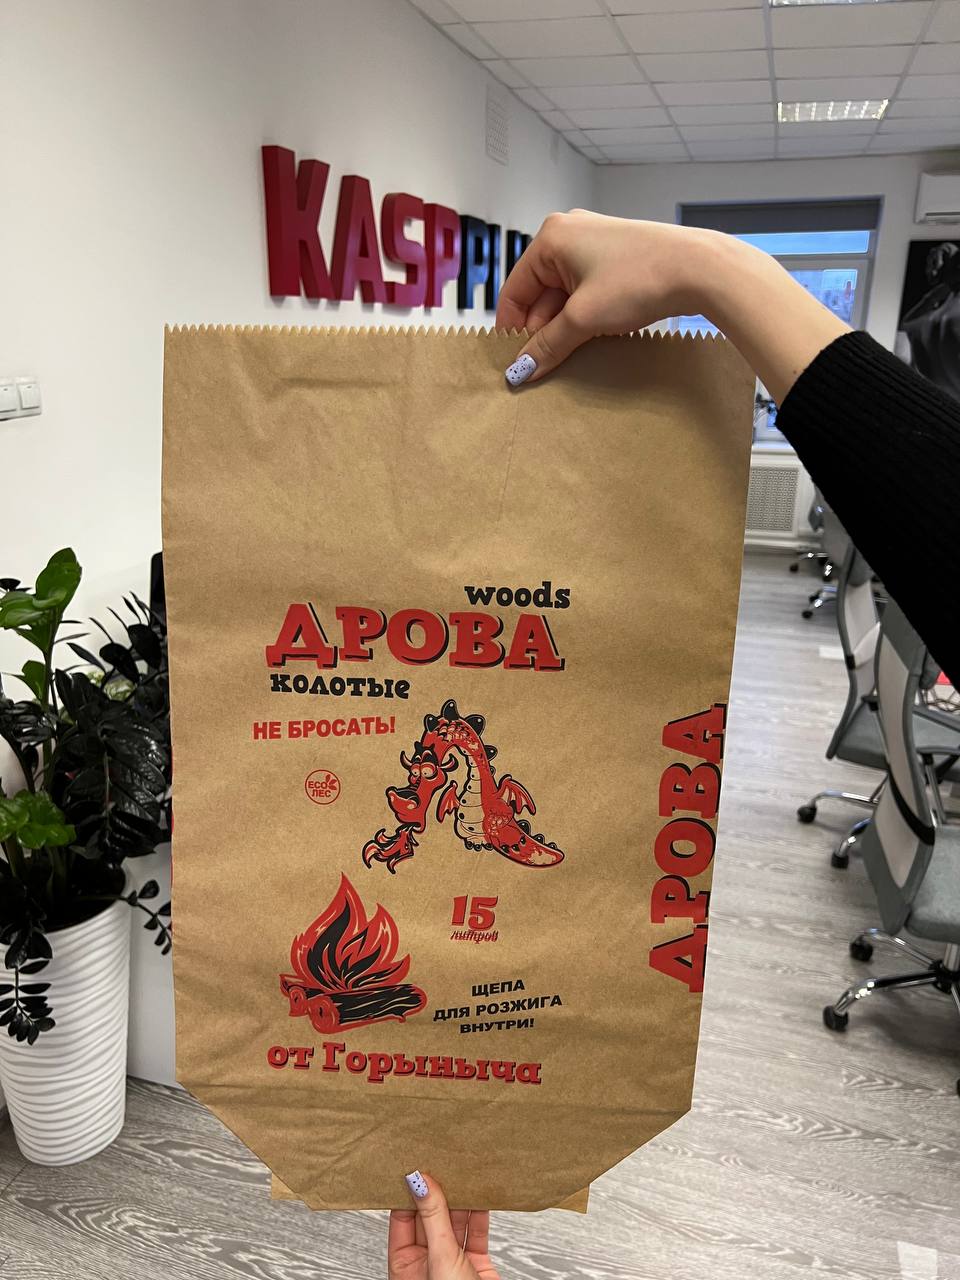 KASPPI
woods
ДРОВА
колотые
НЕ БРОСАТЬ!
ECO
ЛЕС
15
литров
ЩЕПА
ДЛЯ РОЗЖИГА
ВНУТРИ!
от Горыныча
ДРОВА